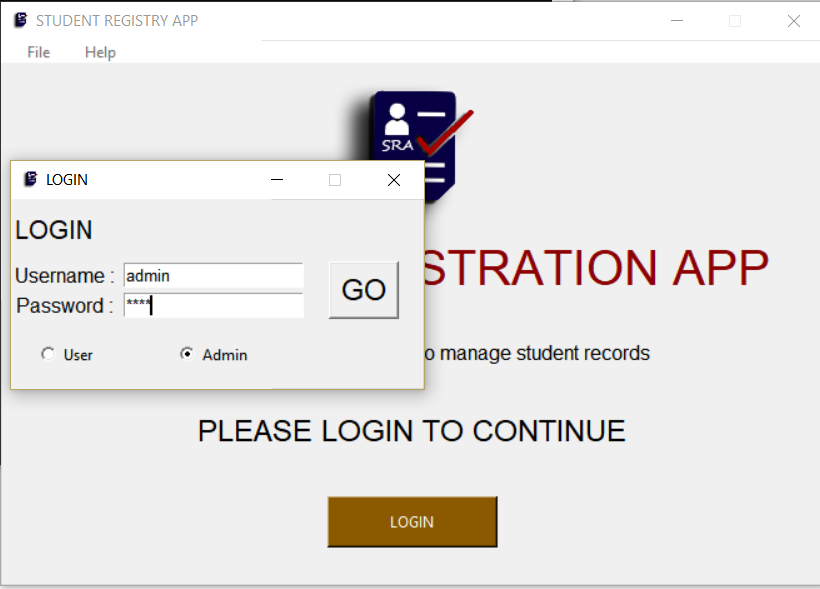 STUDENT REGISTRY APP
File Help
SRA
LOGIN
LOGIN
Username : admin
Password : ****
GO
User Admin
STRATION APP
o manage student records
PLEASE LOGIN TO CONTINUE
LOGIN